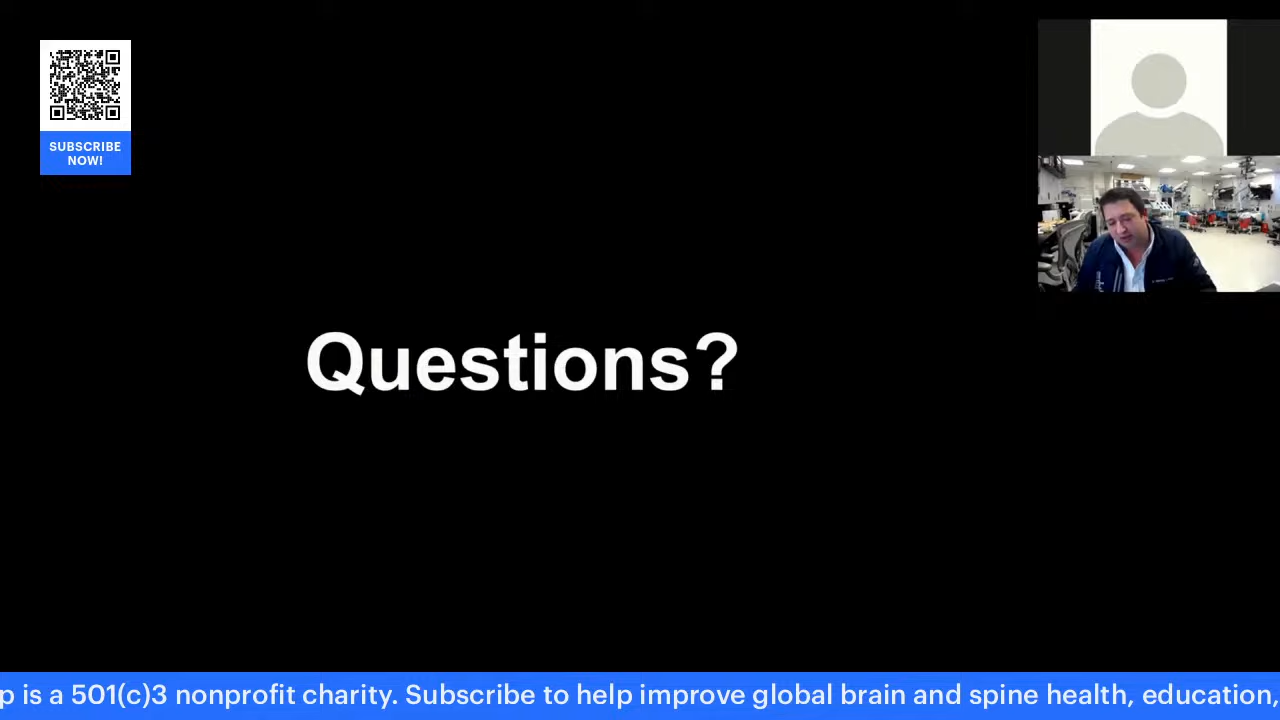 SUBSCRIBE
NOW!
Questions?
p is a 501(c)3 nonprofit charity. Subscribe to help improve global brain and spine health, education,